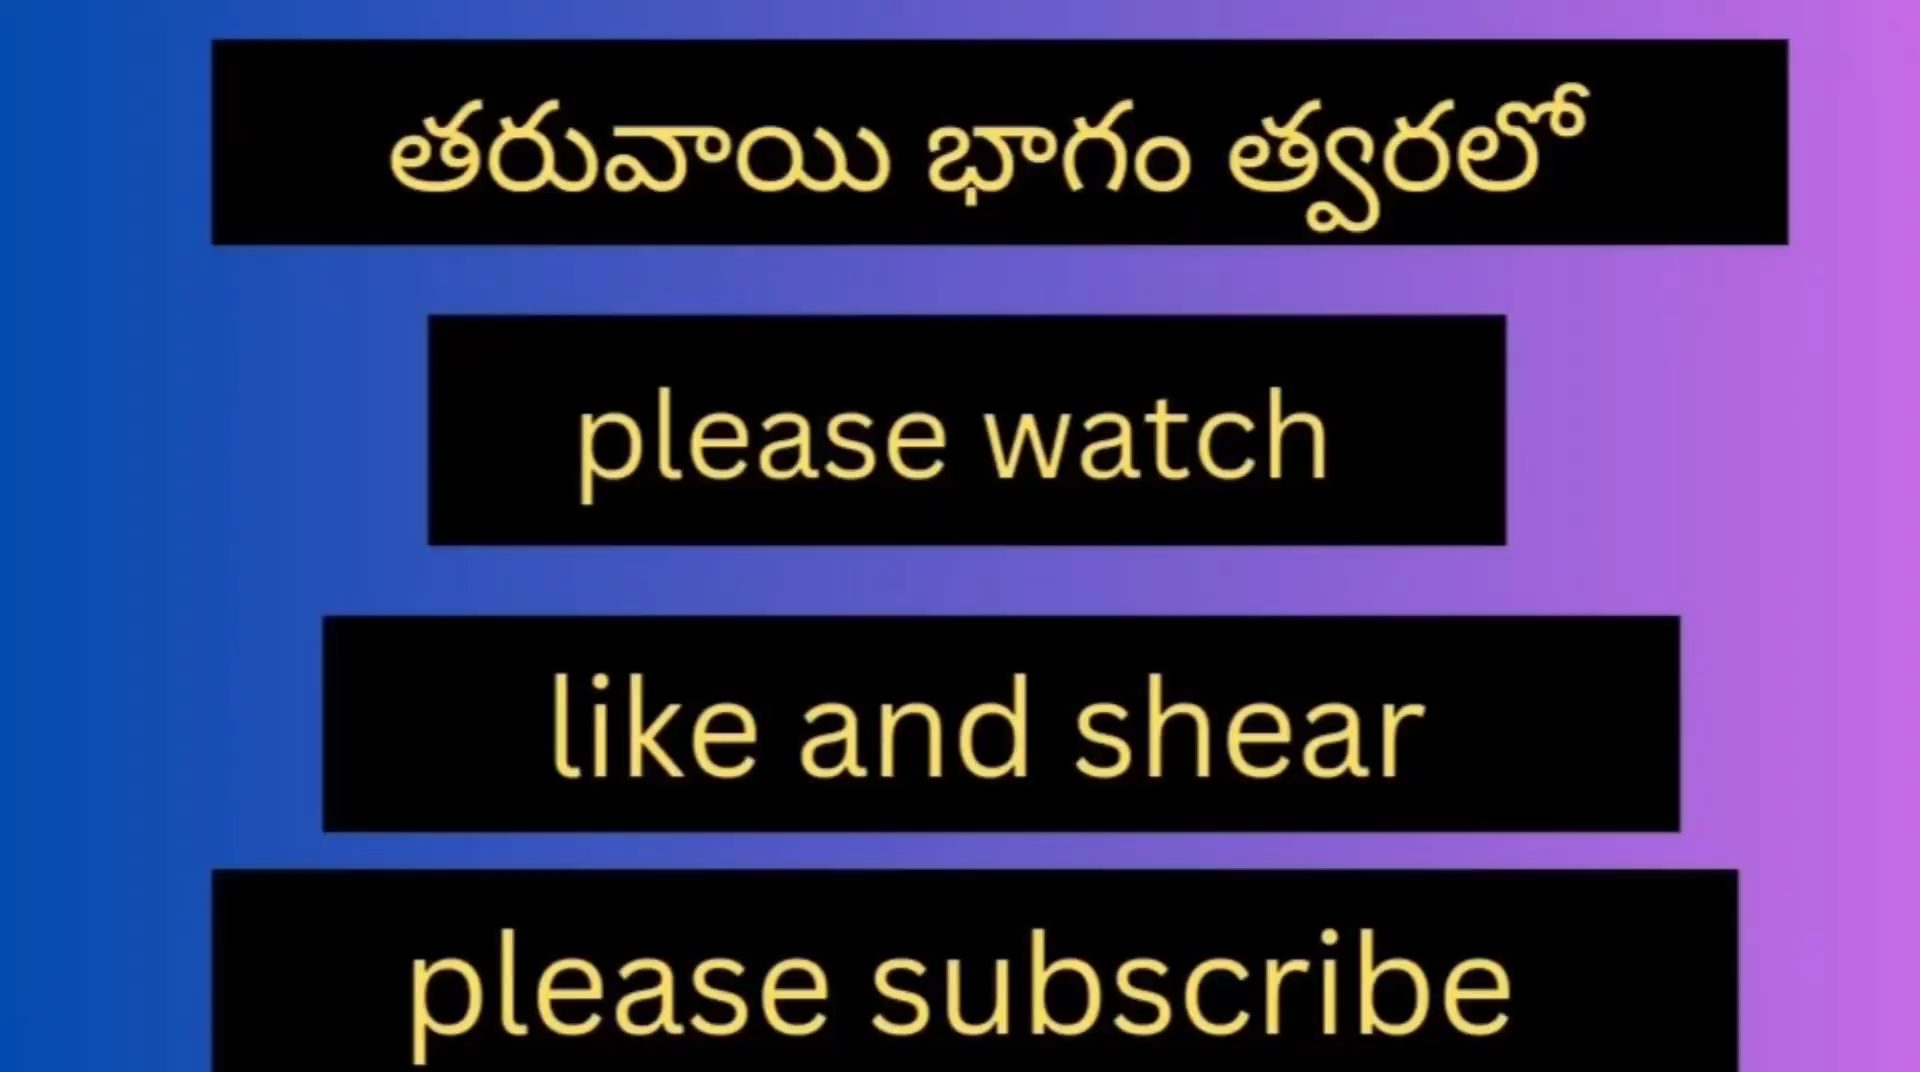 తరువాయి భాగం త్వరలో
please watch
like and shear
please subscribe